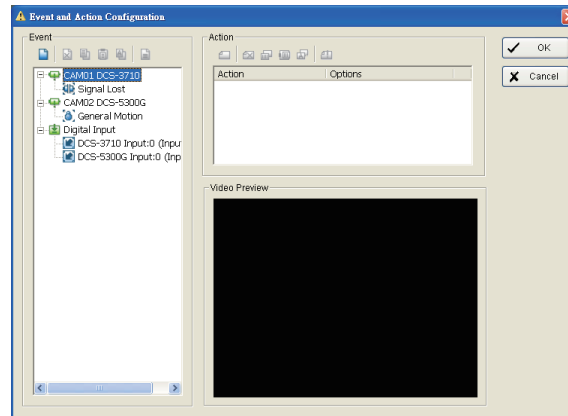 Event and Action Configuration
Event
CAM01 DCS-3710
Signal Lost
CAM02 DCS-5300G
General Motion
Digital Input
DCS-3710 Input:0 (Inpu
DCS-5300G Input:0 (Inp
Action
Action Options
Video Preview
OK
Cancel